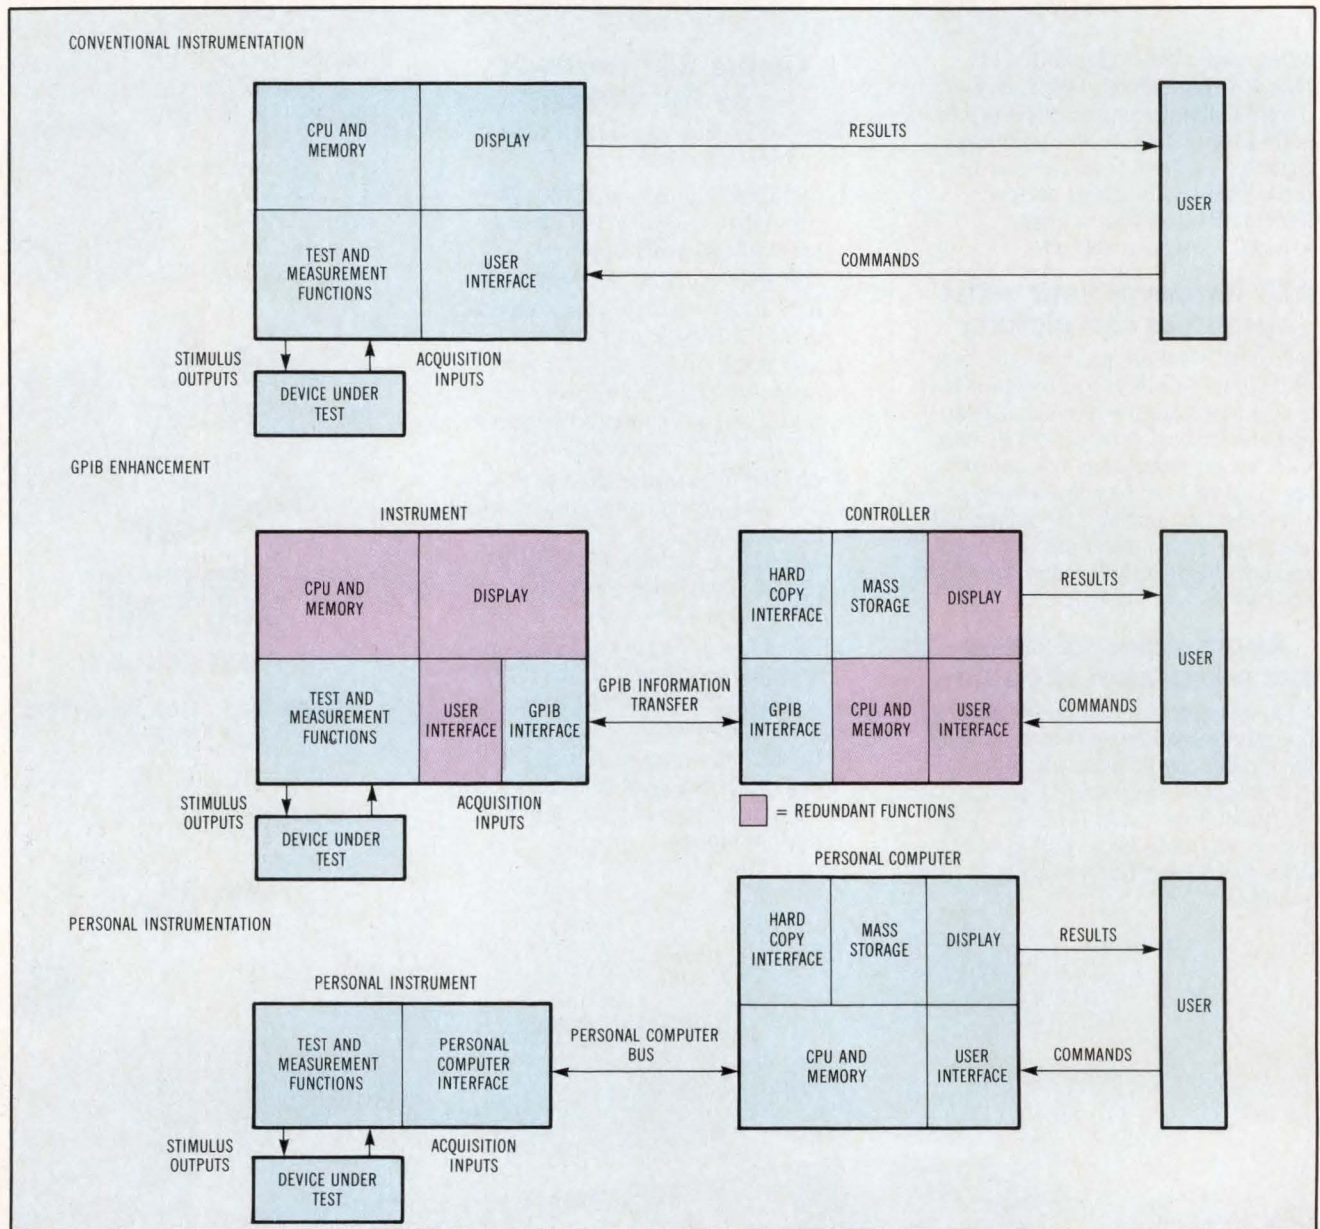 CONVENTIONAL INSTRUMENTATION
CPU AND
MEMORY
DISPLAY
TEST AND
MEASUREMENT
FUNCTIONS
USER
INTERFACE
RESULTS
COMMANDS
USER
STIMULUS
OUTPUTS
ACQUISITION
INPUTS
DEVICE UNDER
TEST
GPIB ENHANCEMENT
INSTRUMENT
CPU AND
MEMORY
DISPLAY
TEST AND
MEASUREMENT
FUNCTIONS
USER
INTERFACE
GPIB
INTERFACE
GPIB INFORMATION
TRANSFER
CONTROLLER
HARD
COPY
INTERFACE
MASS
STORAGE
DISPLAY
GPIB INTERFACE
CPU AND
MEMORY
USER
INTERFACE
RESULTS
COMMANDS
USER
STIMULUS
OUTPUTS
ACQUISITION
INPUTS
DEVICE UNDER
TEST
= REDUNDANT FUNCTIONS
PERSONAL INSTRUMENTATION
PERSONAL INSTRUMENT
TEST AND
MEASUREMENT
FUNCTIONS
PERSONAL
COMPUTER
INTERFACE
PERSONAL COMPUTER
BUS
PERSONAL COMPUTER
HARD
COPY
INTERFACE
MASS
STORAGE
DISPLAY
CPU AND
MEMORY
USER
INTERFACE
RESULTS
COMMANDS
USER
STIMULUS
OUTPUTS
ACQUISITION
INPUTS
DEVICE UNDER
TEST